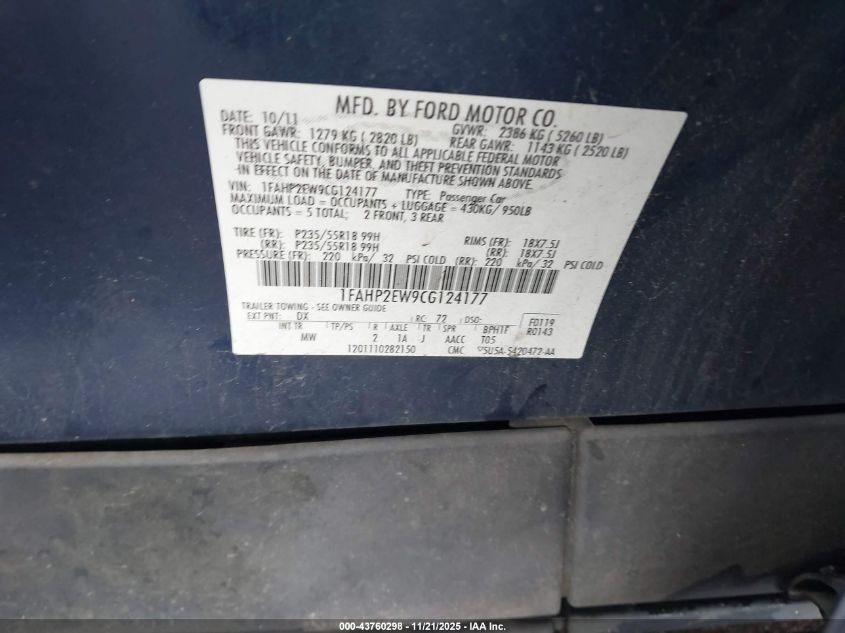 MFD. BY FORD MOTOR CO.
DATE: 10/11 GVWR: 2386 KG ( 5260 LB)
FRONT GAWR: 1279 KG ( 2820 LB) REAR GAWR: 1143 KG ( 2520 LB)
THIS VEHICLE CONFORMS TO ALL APPLICABLE FEDERAL MOTOR
VEHICLE SAFETY, BUMPER, AND THEFT PREVENTION STANDARDS
IN EFFECT ON THE DATE OF MANUFACTURE SHOWN ABOVE.
VIN: 1FAHP2EW9CG124177 TYPE: Passenger Car
MAXIMUM LOAD = OCCUPANTS + LUGGAGE = 430KG/ 950LB
OCCUPANTS = 5 TOTAL; 2 FRONT, 3 REAR
TIRE (FR): P235/55R18 99H RIMS (FR): 18X7.5J
(RR): P235/55R18 99H (RR): 18X7.5J
PRESSURE (FR): 220 kPa/ 32 PSI COLD (RR): 220 kPa/ 32 PSI COLD
1FAHP2EW9CG124177
TRAILER TOWING - SEE OWNER GUIDE
EXT PNT: DX RC: 72 DSO: F0119
INT TR TP/PS R AXLE TR SPR BPHTF R0143
MW 2 1A J AACC T05
1201110282150 CMC 5U5A-5420472-AA
000-43760298 - 11/21/2025 - IAA Inc.